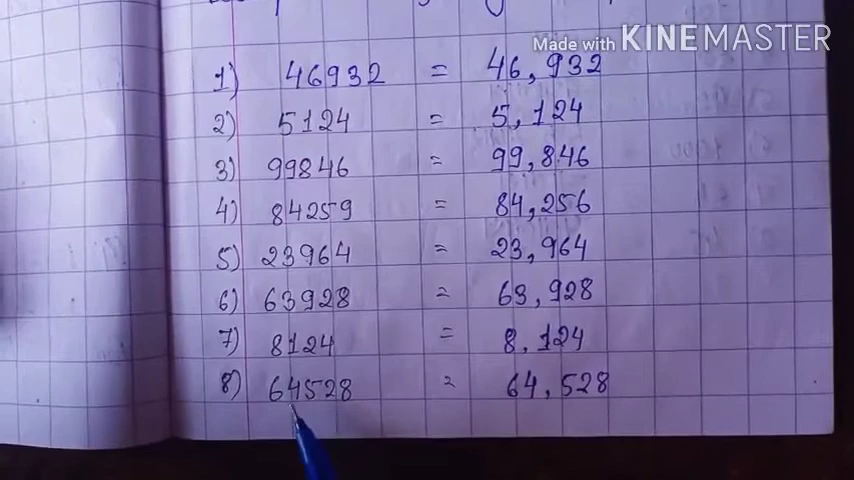 Made with KINEMASTER
1) 46932 = 46,932
2) 5124 = 5,124
3) 99846 = 99,846
4) 84259 = 84,256
5) 23964 = 23,964
6) 63928 = 63,928
7) 8124 = 8,124
8) 64528 = 64,528